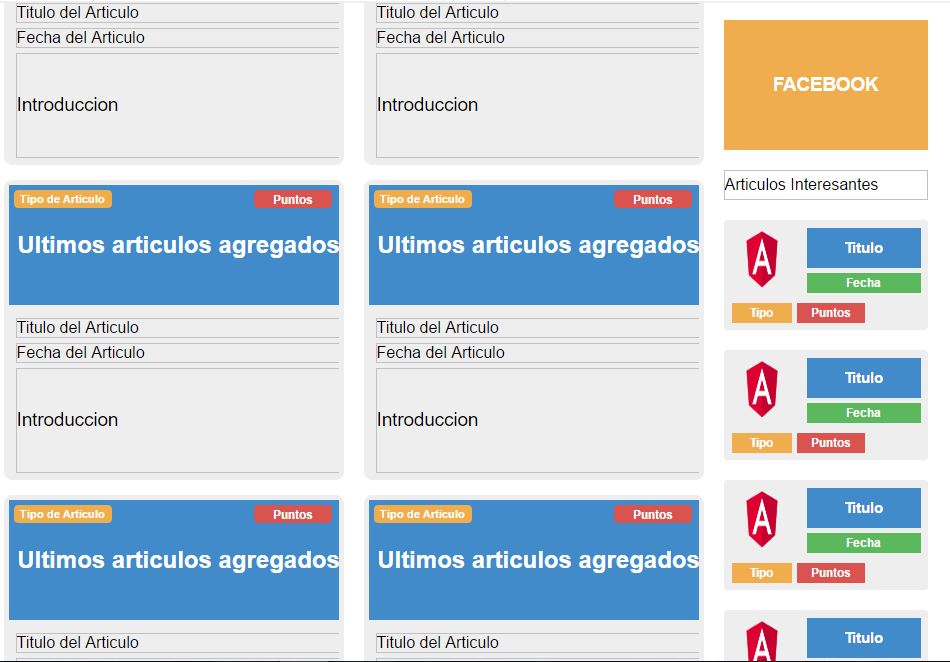 Titulo del Articulo
Fecha del Articulo
Introduccion
Titulo del Articulo
Fecha del Articulo
Introduccion
Tipo de Articulo
Puntos
Ultimos articulos agregados
Titulo del Articulo
Fecha del Articulo
Introduccion
Tipo de Articulo
Puntos
Ultimos articulos agregados
Titulo del Articulo
Fecha del Articulo
Introduccion
Tipo de Articulo
Puntos
Ultimos articulos agregados
Titulo del Articulo
Tipo de Articulo
Puntos
Ultimos articulos agregados
Titulo del Articulo
FACEBOOK
Articulos Interesantes
A
Titulo
Fecha
Tipo
Puntos
A
Titulo
Fecha
Tipo
Puntos
A
Titulo
Fecha
Tipo
Puntos
A
Titulo